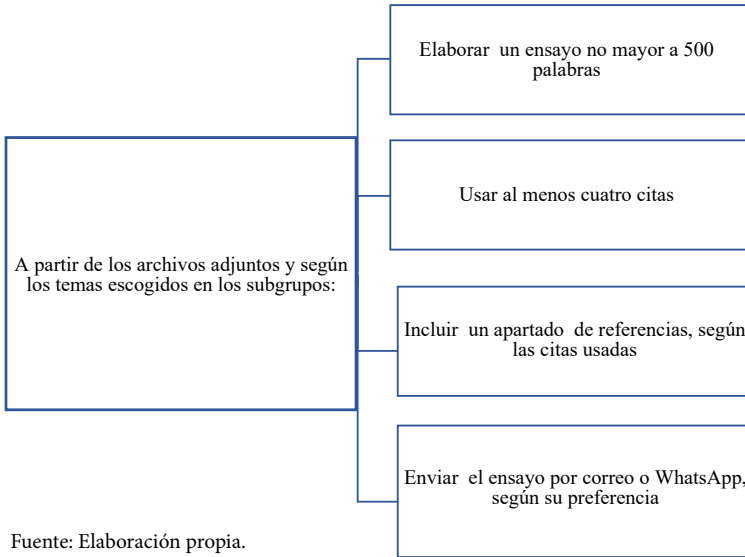 A partir de los archivos adjuntos y según
los temas escogidos en los subgrupos:
Elaborar un ensayo no mayor a 500
palabras
Usar al menos cuatro citas
Incluir un apartado de referencias, según
las citas usadas
Enviar el ensayo por correo o WhatsApp,
según su preferencia
Fuente: Elaboración propia.